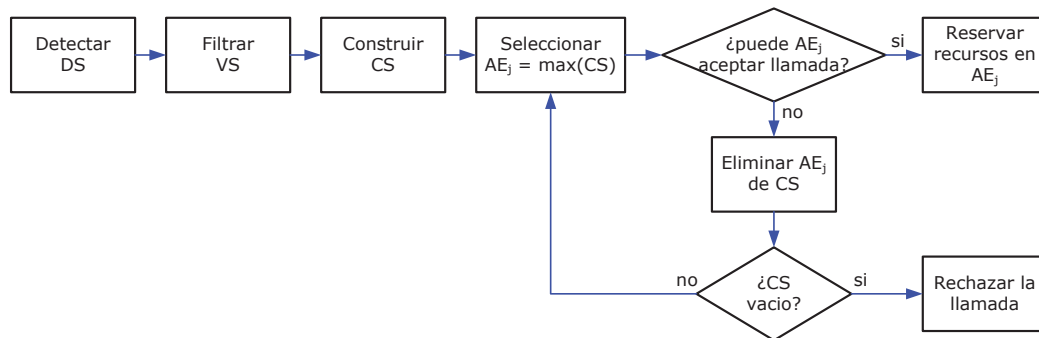 Detectar
DS
Filtrar
VS
Construir
CS
Seleccionar
AEj = max(CS)
¿puede AEj
aceptar llamada?
si
Reservar
recursos en
AEj
no
Eliminar AEj
de CS
¿CS
vacio?
no
si
Rechazar la
llamada